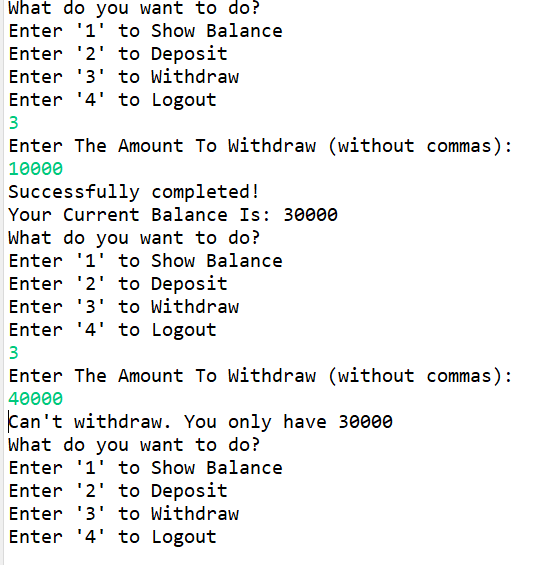 What do you want to do?
Enter '1' to Show Balance
Enter '2' to Deposit
Enter '3' to Withdraw
Enter '4' to Logout
3
Enter The Amount To Withdraw (without commas):
10000
Successfully completed!
Your Current Balance Is: 30000
What do you want to do?
Enter '1' to Show Balance
Enter '2' to Deposit
Enter '3' to Withdraw
Enter '4' to Logout
3
Enter The Amount To Withdraw (without commas):
40000
Can't withdraw. You only have 30000
What do you want to do?
Enter '1' to Show Balance
Enter '2' to Deposit
Enter '3' to Withdraw
Enter '4' to Logout